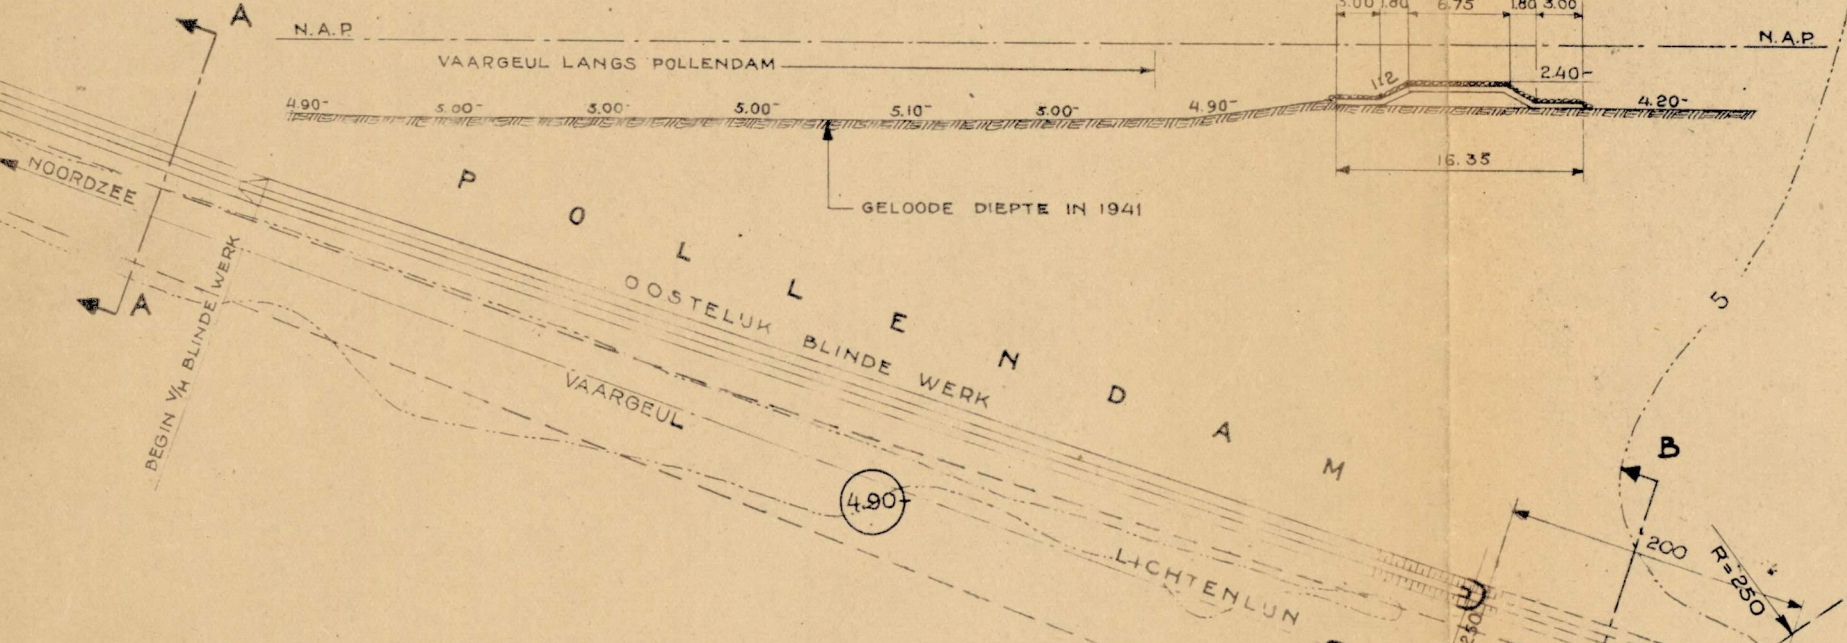 3.00 1.80 6.75 1.80 3.00
A
N.A.P.
N.A.P.
VAARGEUL LANGS POLLENDAM
1:2
2.40-
4.90- 5.00- 5.00- 5.00- 5.10- 5.00- 4.90- 4.20-
16.35
NOORDZEE
GELOODE DIEPTE IN 1941
POLLENDAM
OOSTELIJK BLINDE WERK
A
BEGIN V/H BLINDE WERK
VAARGEUL
5
B
4.90-
LICHTENLIJN
200
R=250
250